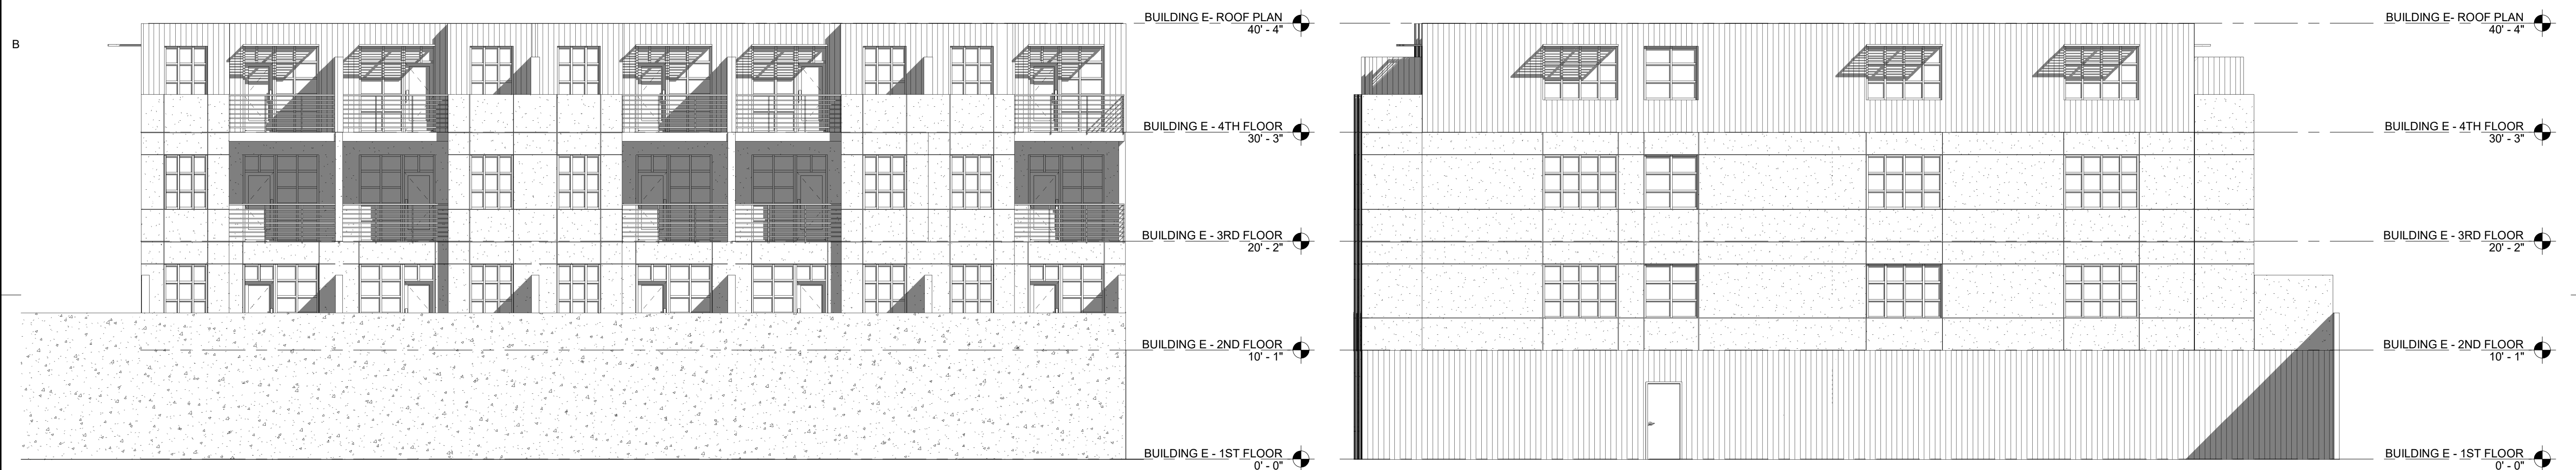 B
BUILDING E- ROOF PLAN
40' - 4"
BUILDING E - 4TH FLOOR
30' - 3"
BUILDING E - 3RD FLOOR
20' - 2"
BUILDING E - 2ND FLOOR
10' - 1"
BUILDING E - 1ST FLOOR
0' - 0"
BUILDING E- ROOF PLAN
40' - 4"
BUILDING E - 4TH FLOOR
30' - 3"
BUILDING E - 3RD FLOOR
20' - 2"
BUILDING E - 2ND FLOOR
10' - 1"
BUILDING E - 1ST FLOOR
0' - 0"